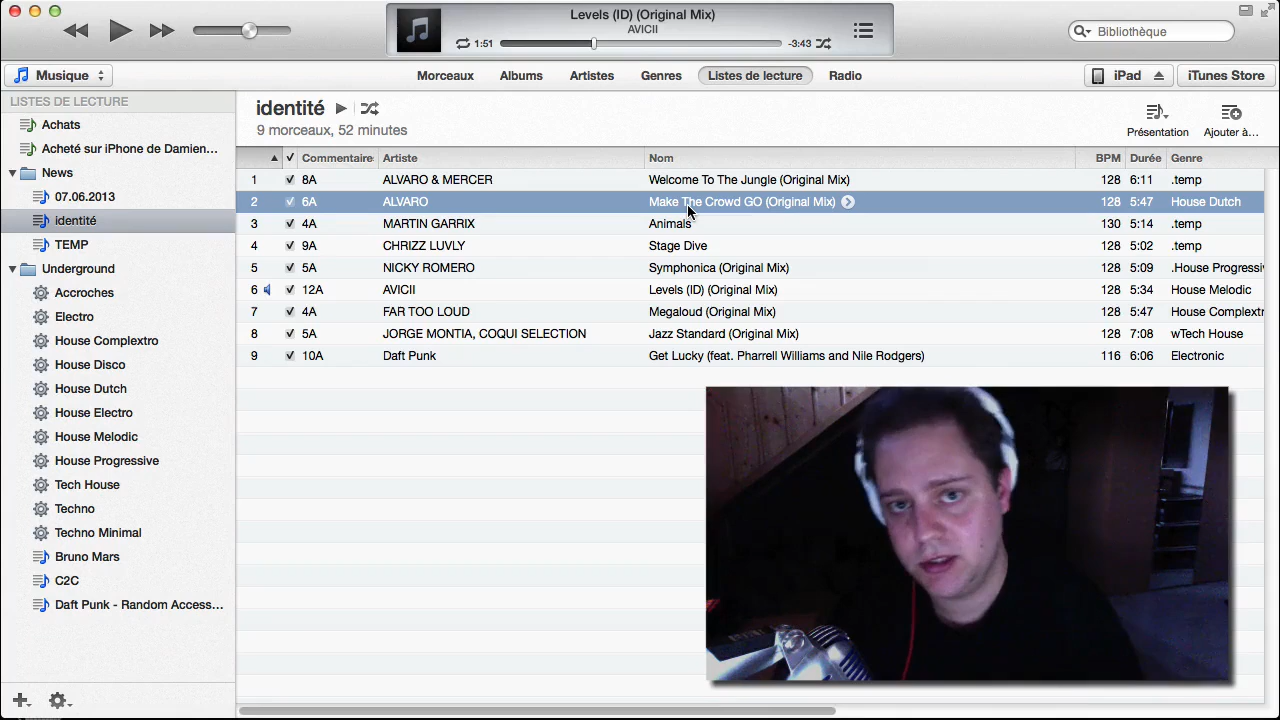 Levels (ID) (Original Mix)
AVICII
1:51
-3:43
Bibliothèque
Musique
Morceaux Albums Artistes Genres Listes de lecture Radio
iPad
iTunes Store
LISTES DE LECTURE
Achats
Acheté sur iPhone de Damien...
News
07.06.2013
identité
TEMP
Underground
Accroches
Electro
House Complextro
House Disco
House Dutch
House Electro
House Melodic
House Progressive
Tech House
Techno
Techno Minimal
Bruno Mars
C2C
Daft Punk - Random Access...
identité
9 morceaux, 52 minutes
Présentation
Ajouter à...
Commentaire Artiste Nom BPM Durée Genre
1 8A ALVARO & MERCER Welcome To The Jungle (Original Mix) 128 6:11 .temp
2 6A ALVARO Make The Crowd GO (Original Mix) 128 5:47 House Dutch
3 4A MARTIN GARRIX Animals 130 5:14 .temp
4 9A CHRIZZ LUVLY Stage Dive 128 5:02 .temp
5 5A NICKY ROMERO Symphonica (Original Mix) 128 5:09 .House Progressi
6 12A AVICII Levels (ID) (Original Mix) 128 5:34 House Melodic
7 4A FAR TOO LOUD Megaloud (Original Mix) 128 5:47 House Complextr
8 5A JORGE MONTIA, COQUI SELECTION Jazz Standard (Original Mix) 128 7:08 wTech House
9 10A Daft Punk Get Lucky (feat. Pharrell Williams and Nile Rodgers) 116 6:06 Electronic